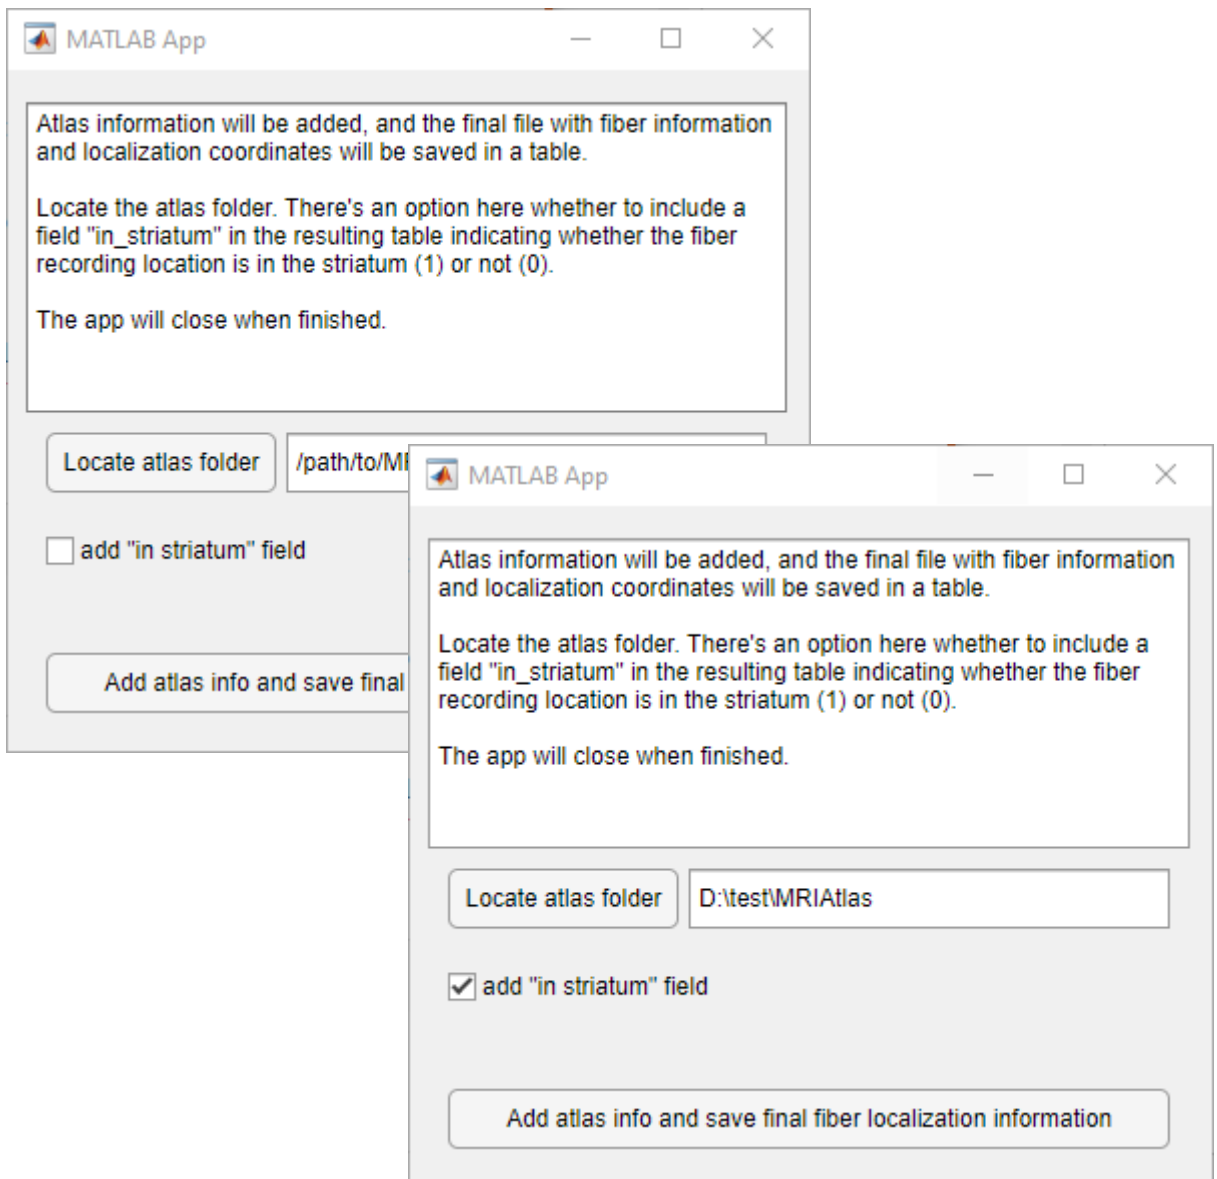 MATLAB App
Atlas information will be added, and the final file with fiber information
and localization coordinates will be saved in a table.
Locate the atlas folder. There's an option here whether to include a
field "in_striatum" in the resulting table indicating whether the fiber
recording location is in the striatum (1) or not (0).
The app will close when finished.
Locate atlas folder
/path/to/MR
add "in striatum" field
Add atlas info and save final
MATLAB App
Atlas information will be added, and the final file with fiber information
and localization coordinates will be saved in a table.
Locate the atlas folder. There's an option here whether to include a
field "in_striatum" in the resulting table indicating whether the fiber
recording location is in the striatum (1) or not (0).
The app will close when finished.
Locate atlas folder
D:\test\MRIAtlas
add "in striatum" field
Add atlas info and save final fiber localization information